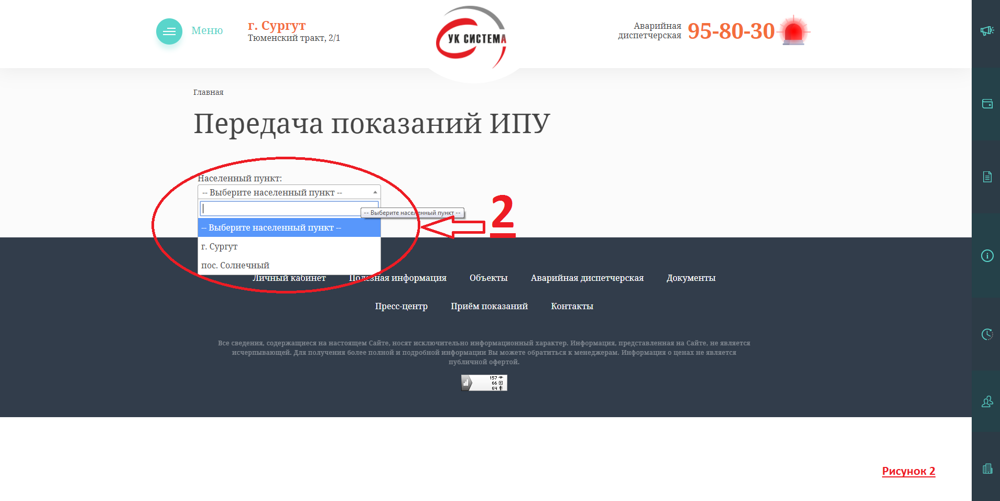 Меню
г. Сургут
Тюменский тракт, 2/1
УК СИСТЕМА
Аварийная
диспетчерская
95-80-30
Главная
Передача показаний ИПУ
Населенный пункт:
-- Выберите населенный пункт --
-- Выберите населенный пункт --
-- Выберите населенный пункт --
г. Сургут
пос. Солнечный
2
Личный кабинет Полезная информация Объекты Аварийная диспетчерская Документы
Пресс-центр Приём показаний Контакты
Все сведения, содержащиеся на настоящем Сайте, носят исключительно информационный характер. Информация, представленная на Сайте, не является
исчерпывающей. Для получения более полной и подробной информации Вы можете обратиться к менеджерам. Информация о ценах не является
публичной офертой.
157
66
64
Рисунок 2